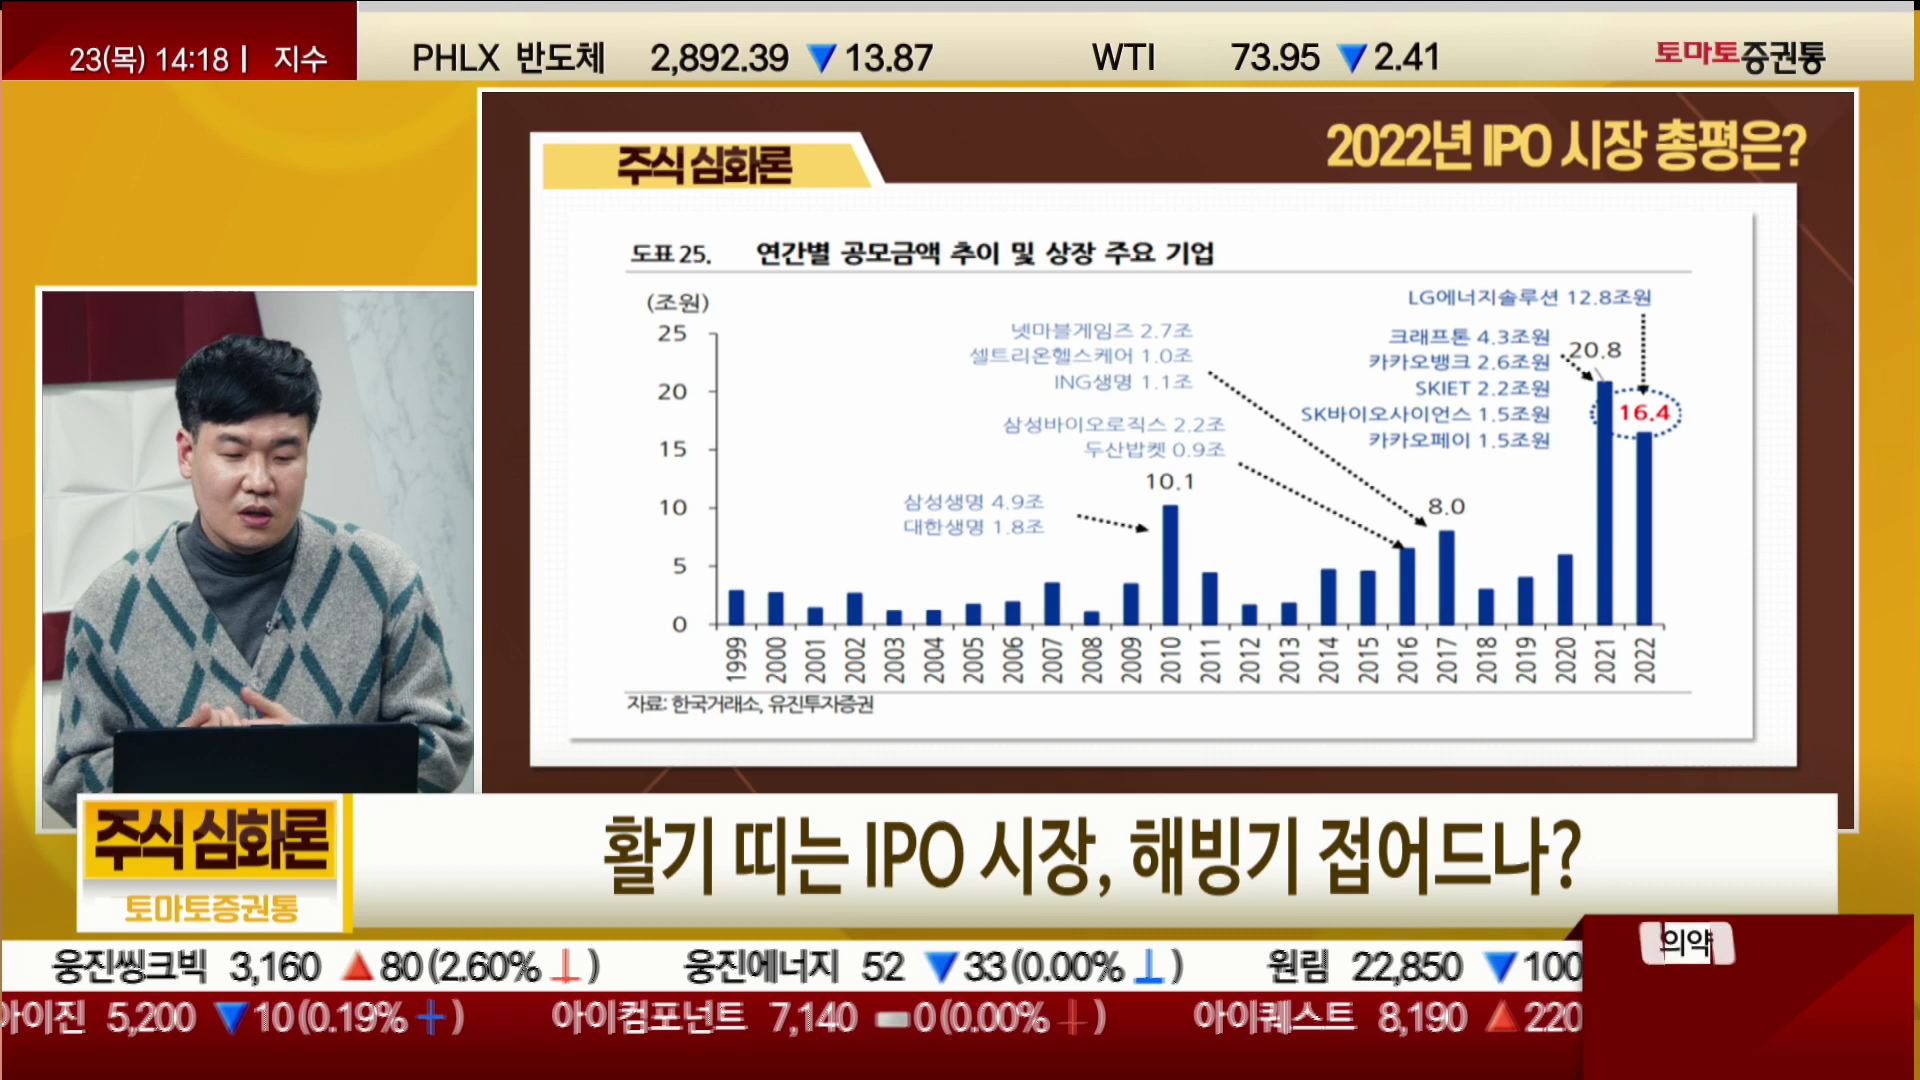 23(목) 14:18 | 지수 PHLX 반도체 2,892.39 ▼13.87 WTI 73.95 ▼2.41 토마토증권통
2022년 IPO 시장 총평은?
주식 심화론
도표 25. 연간별 공모금액 추이 및 상장 주요 기업
(조원)
25
20
15
10
5
0
넷마블게임즈 2.7조
셀트리온헬스케어 1.0조
ING생명 1.1조
삼성바이오로직스 2.2조
두산밥켓 0.9조
삼성생명 4.9조
대한생명 1.8조
LG에너지솔루션 12.8조원
크래프톤 4.3조원
카카오뱅크 2.6조원
SKIET 2.2조원
SK바이오사이언스 1.5조원
카카오페이 1.5조원
10.1
8.0
20.8
16.4
1999 2000 2001 2002 2003 2004 2005 2006 2007 2008 2009 2010 2011 2012 2013 2014 2015 2016 2017 2018 2019 2020 2021 2022
자료: 한국거래소, 유진투자증권
주식 심화론
토마토증권통
활기 띠는 IPO 시장, 해빙기 접어드나?
웅진씽크빅 3,160 ▲80(2.60% ↓) 웅진에너지 52 ▼33(0.00% ⊥) 원림 22,850 ▼100
의약
아이진 5,200 ▼10(0.19% +) 아이컴포넌트 7,140 0(0.00% +) 아이퀘스트 8,190 ▲220